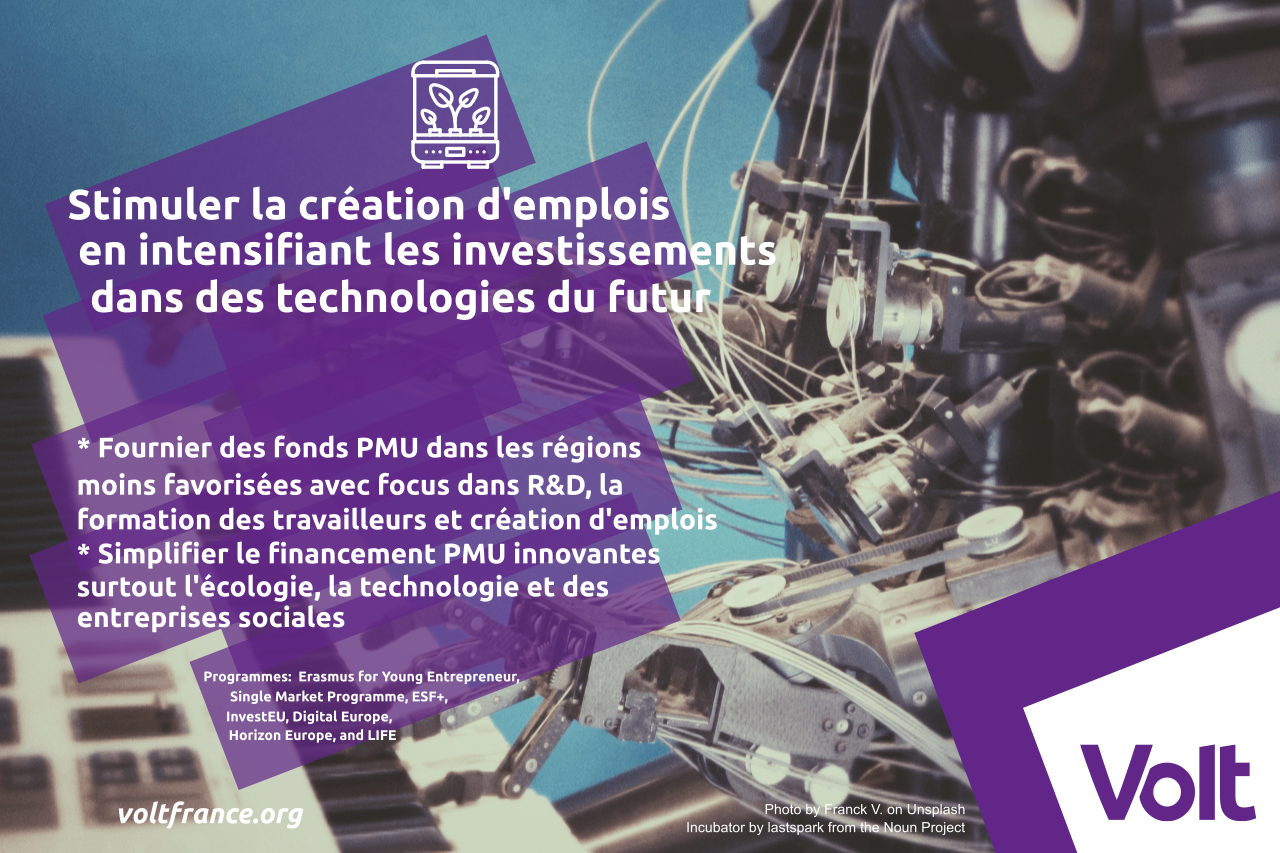 Stimuler la création d'emplois
en intensifiant les investissements
dans des technologies du futur
* Fournier des fonds PMU dans les régions
moins favorisées avec focus dans R&D, la
formation des travailleurs et création d'emplois
* Simplifier le financement PMU innovantes
surtout l'écologie, la technologie et des
entreprises sociales
Programmes: Erasmus for Young Entrepreneur,
Single Market Programme, ESF+,
InvestEU, Digital Europe,
Horizon Europe, and LIFE
voltfrance.org
Photo by Franck V. on Unsplash
Incubator by lastspark from the Noun Project
Volt